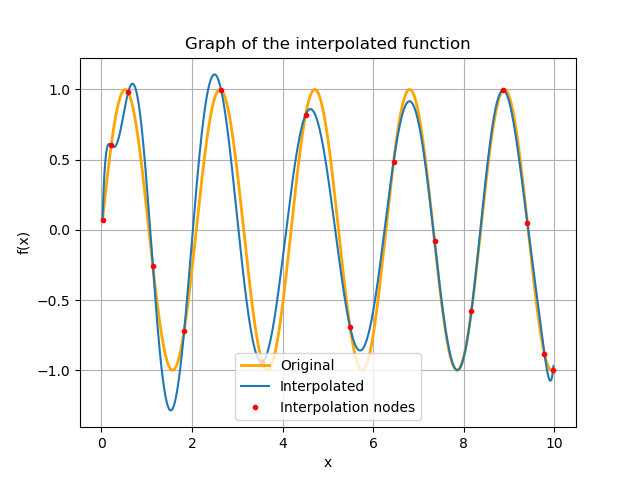 Graph of the interpolated function
f(x)
1.0
0.5
0.0
−0.5
−1.0
Original
Interpolated
Interpolation nodes
0 2 4 6 8 10
x